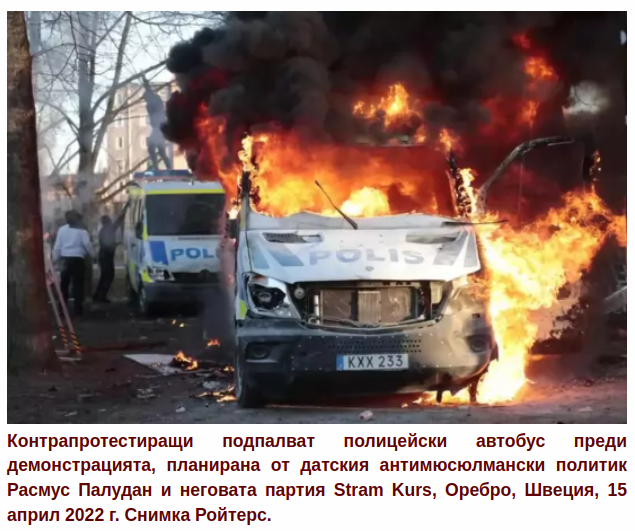 POLIS
POLIS
KXX 233
Контрапротестиращи подпалват полицейски автобус преди
демонстрацията, планирана от датския антимюсюлмански политик
Расмус Палудан и неговата партия Stram Kurs, Оребро, Швеция, 15
април 2022 г. Снимка Ройтерс.